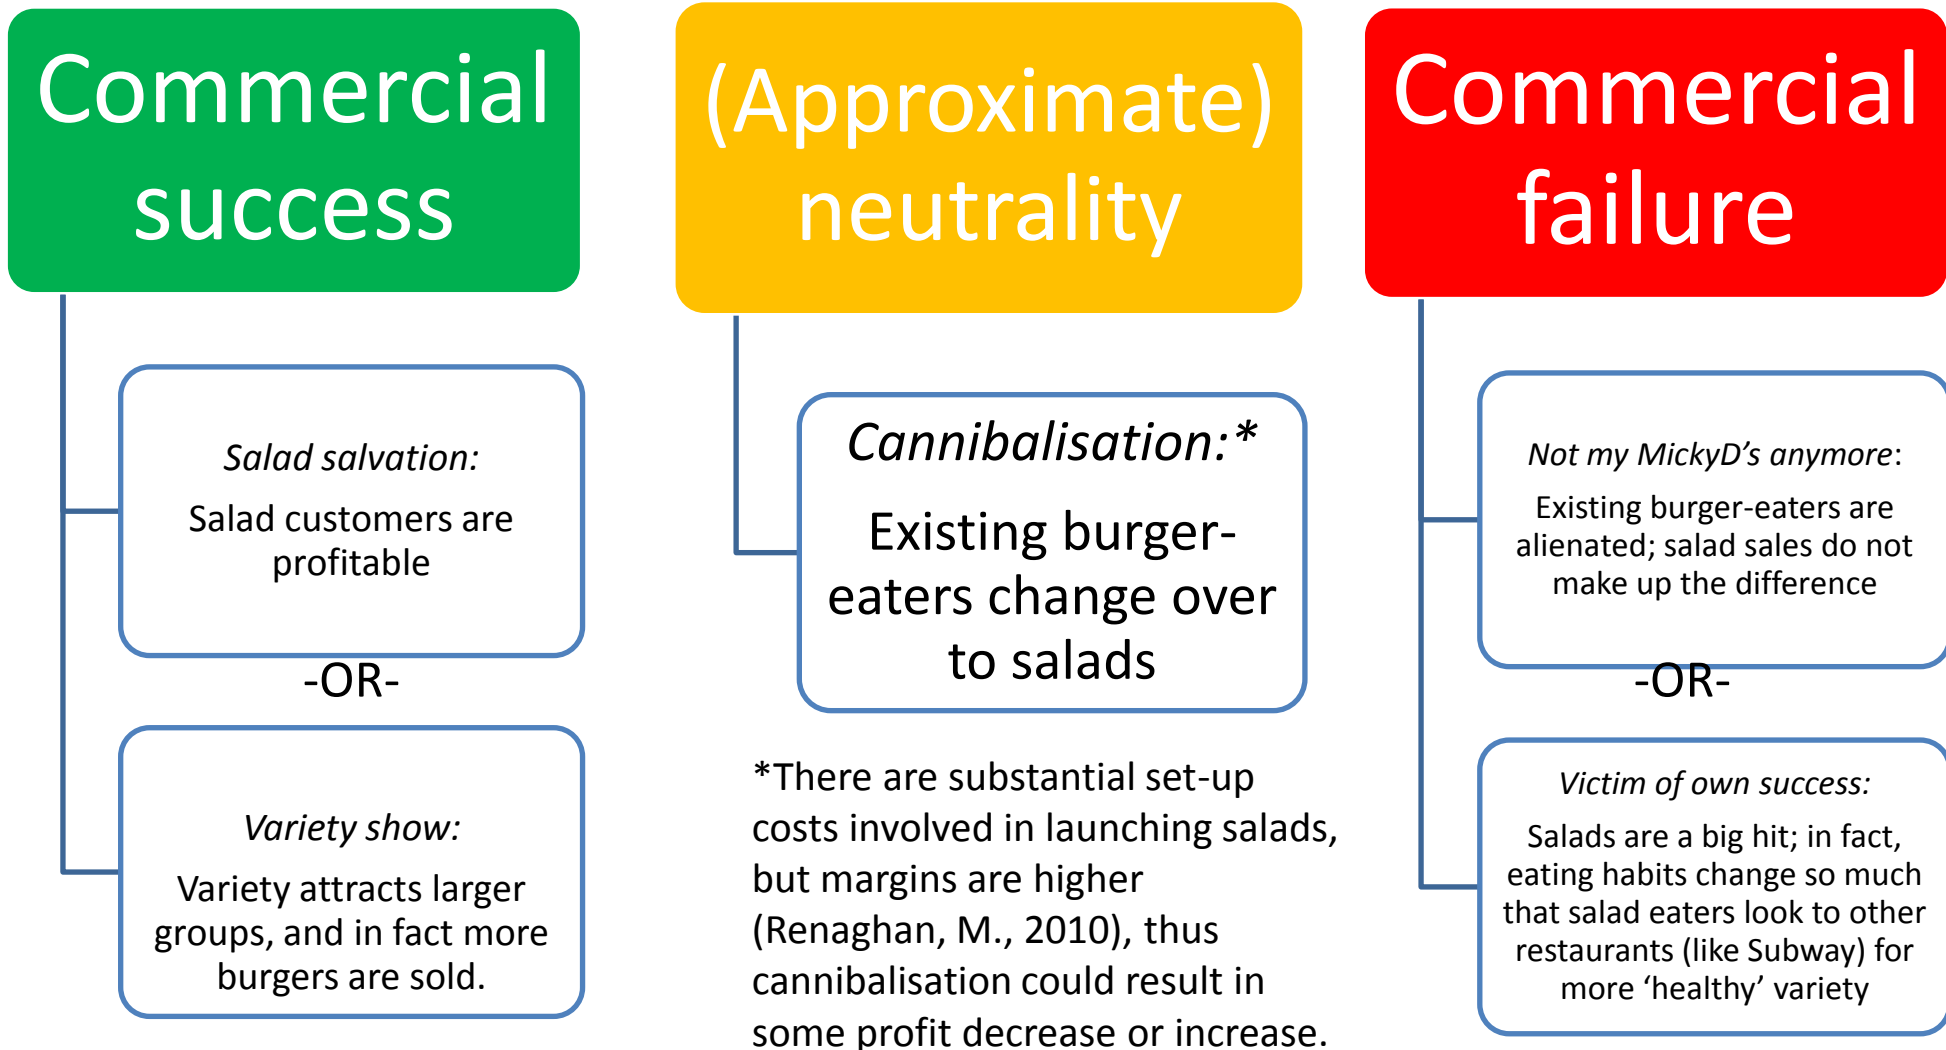 Commercial
success
Salad salvation:
Salad customers are
profitable
-OR-
Variety show:
Variety attracts larger
groups, and in fact more
burgers are sold.
(Approximate)
neutrality
Cannibalisation:*
Existing burger-
eaters change over
to salads
*There are substantial set-up
costs involved in launching salads,
but margins are higher
(Renaghan, M., 2010), thus
cannibalisation could result in
some profit decrease or increase.
Commercial
failure
Not my MickyD’s anymore:
Existing burger-eaters are
alienated; salad sales do not
make up the difference
-OR-
Victim of own success:
Salads are a big hit; in fact,
eating habits change so much
that salad eaters look to other
restaurants (like Subway) for
more ‘healthy’ variety